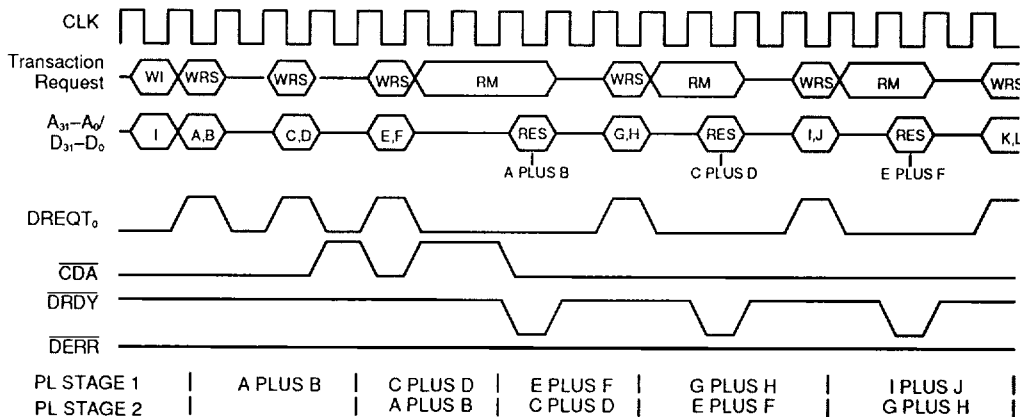 CLK
Transaction Request
WI WRS WRS WRS RM WRS RM WRS RM WRS
A₃₁–A₀/
D₃₁–D₀
I A,B C,D E,F RES G,H RES I,J RES K,L
A PLUS B C PLUS D E PLUS F
DREQT₀
CDA
DRDY
DERR
PL STAGE 1 | A PLUS B | C PLUS D | E PLUS F | G PLUS H | I PLUS J |
PL STAGE 2 | | A PLUS B | C PLUS D | E PLUS F | G PLUS H |